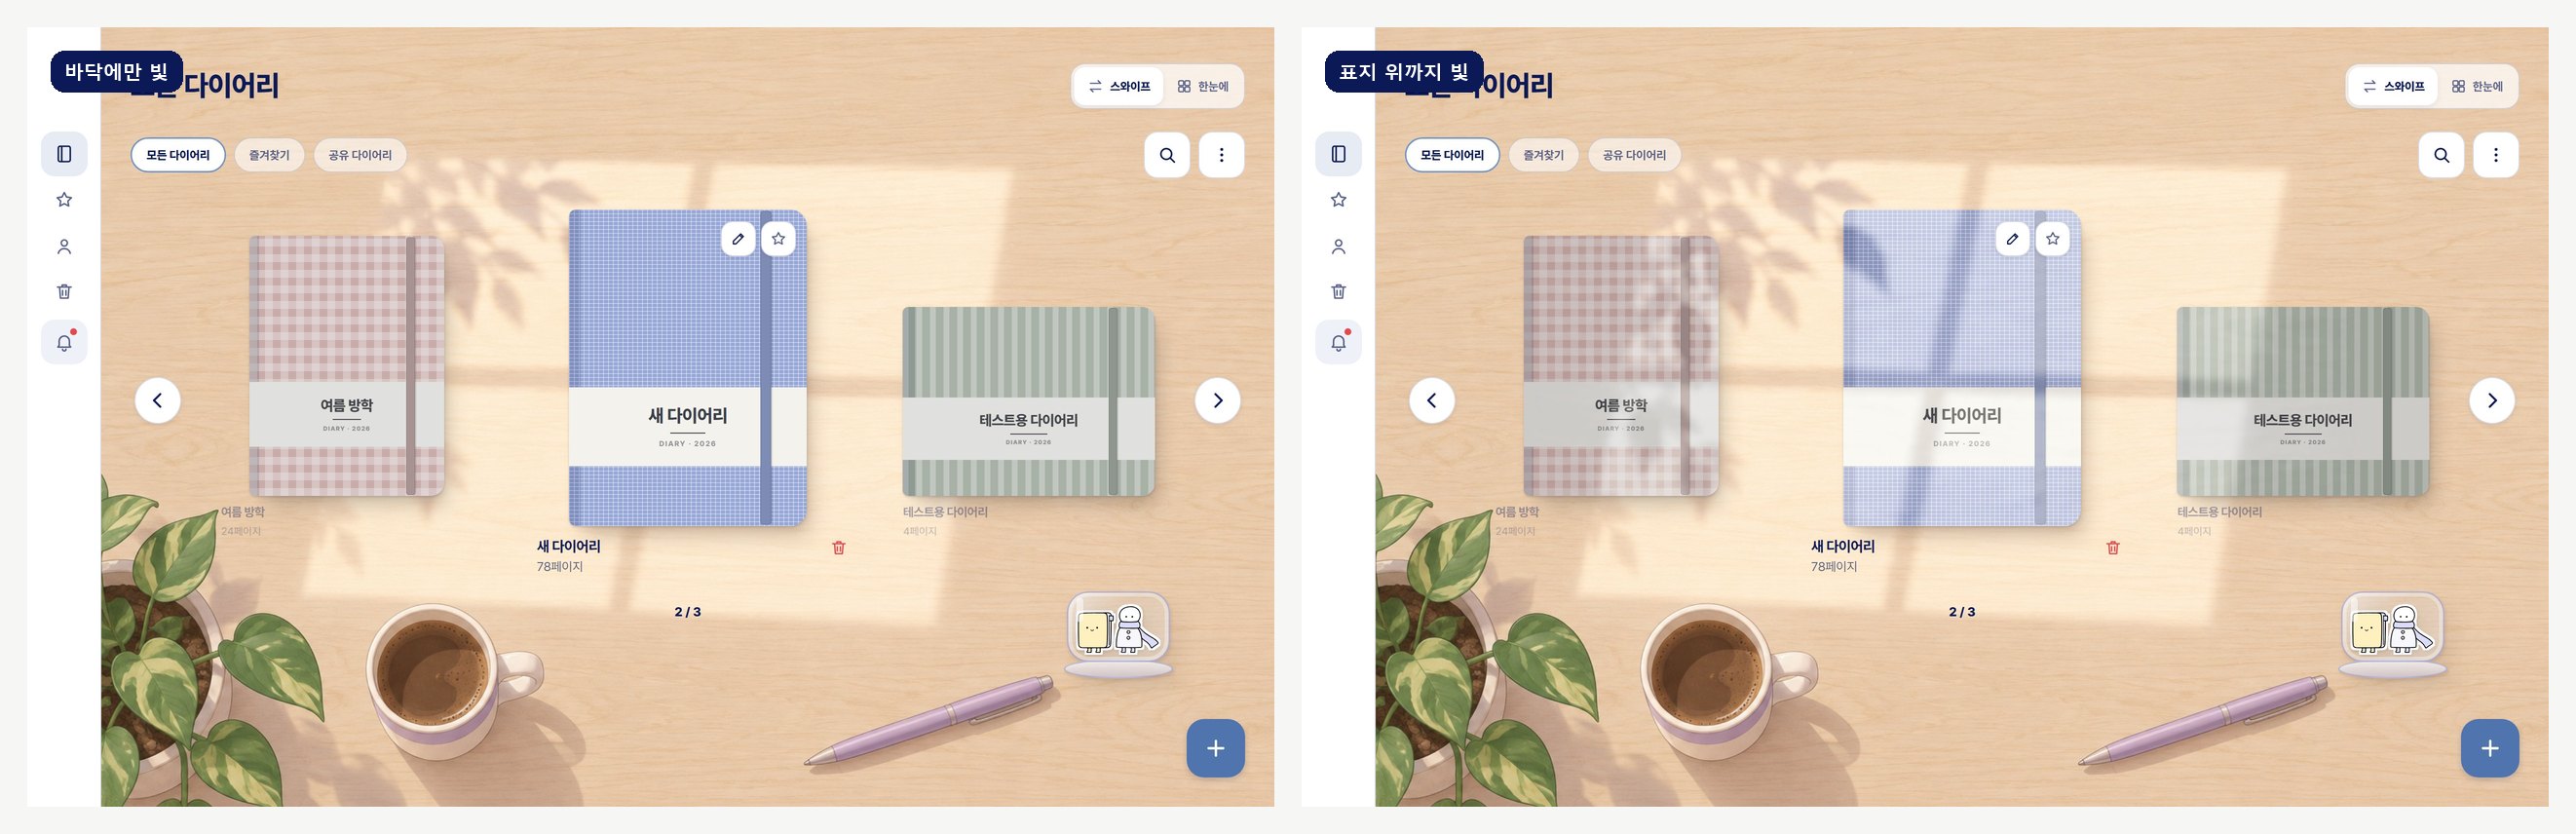 바닥에만 빛
다이어리
스와이프
한눈에
모든 다이어리
즐겨찾기
공유 다이어리
여름 방학
DIARY · 2026
새 다이어리
DIARY · 2026
테스트용 다이어리
DIARY · 2026
여름 방학
24페이지
새 다이어리
78페이지
테스트용 다이어리
4페이지
2 / 3
표지 위까지 빛
이어리
스와이프
한눈에
모든 다이어리
즐겨찾기
공유 다이어리
여름 방학
DIARY · 2026
새 다이어리
DIARY · 2026
테스트용 다이어리
DIARY · 2026
여름 방학
24페이지
새 다이어리
78페이지
테스트용 다이어리
4페이지
2 / 3